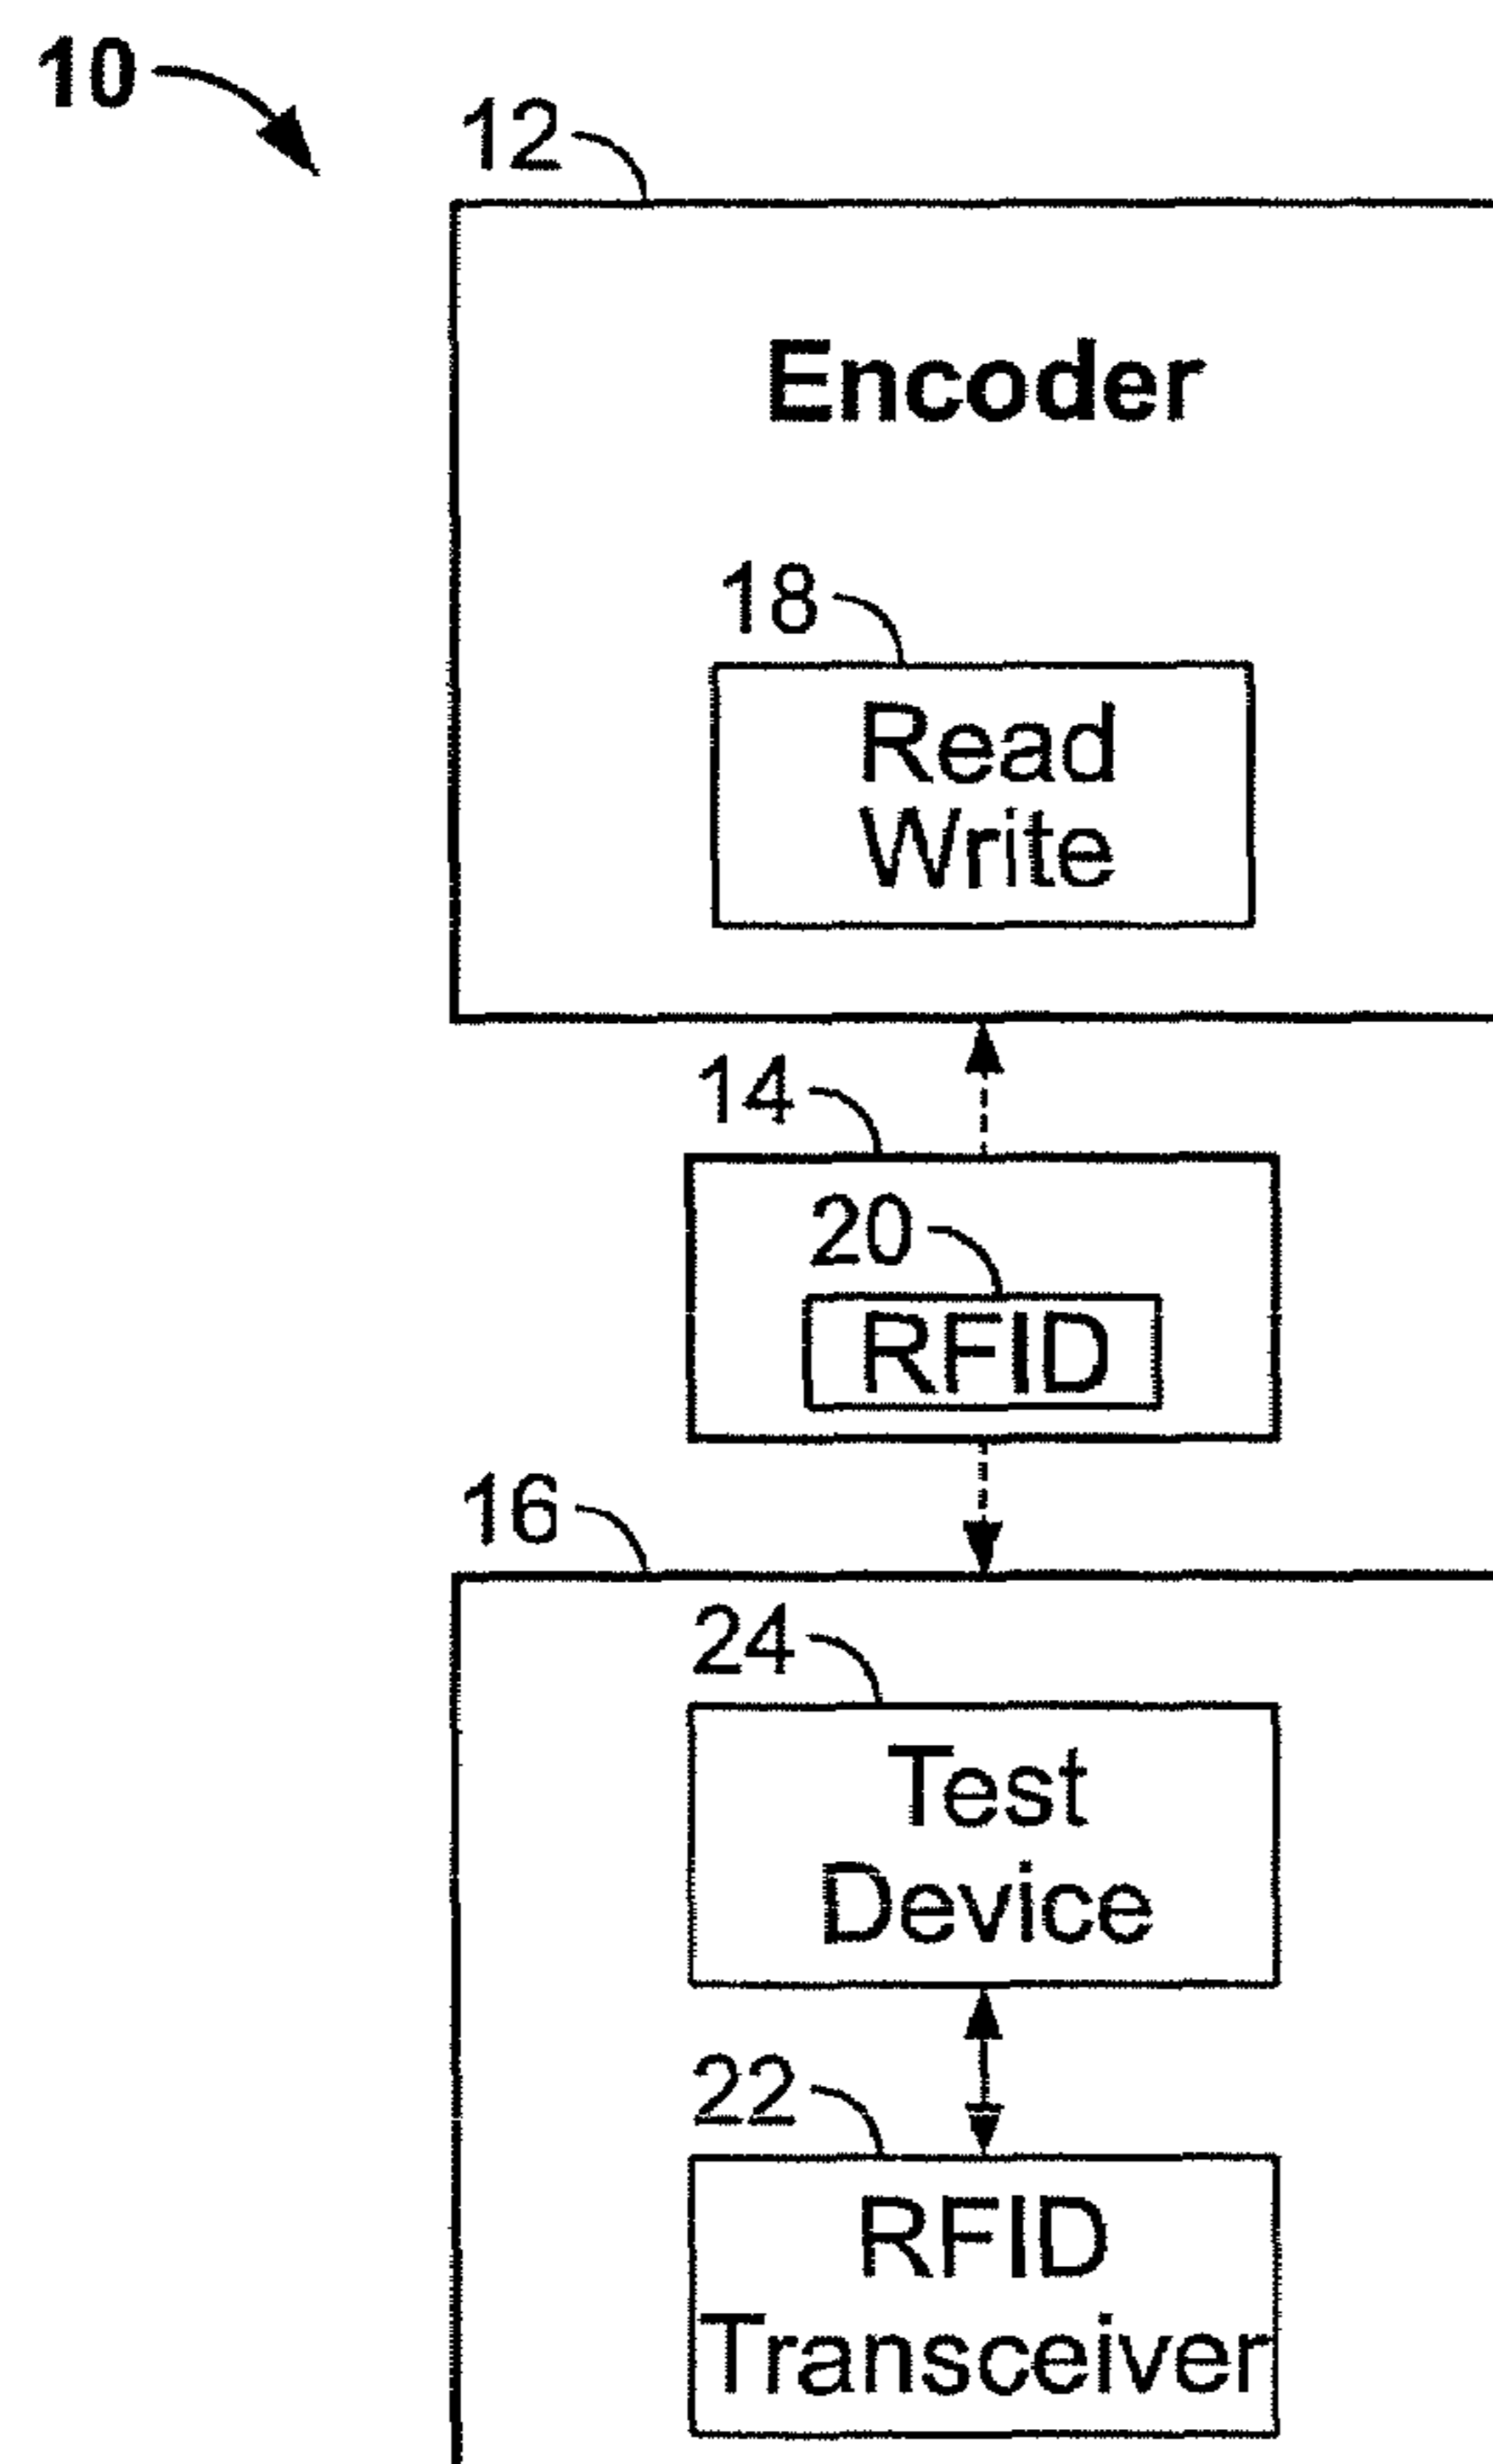 10
12
Encoder
18
Read
Write
14
20
RFID
16
24
Test
Device
22
RFID
Transceiver